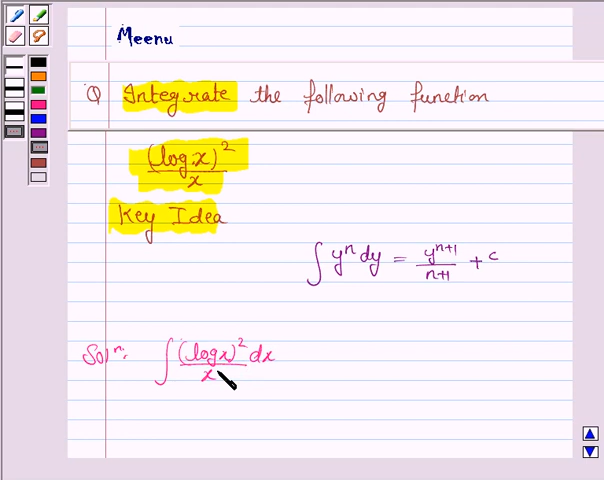 Meenu
Q Integrate the following function
(log x)²/x
Key Idea
∫ yⁿ dy = yⁿ⁺¹/n+1 + c
Solⁿ: ∫ (log x)²/x dx